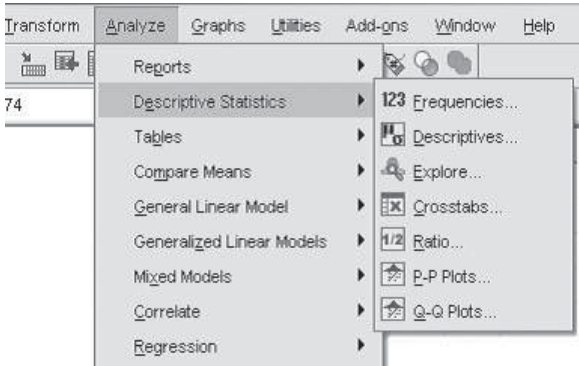 Transform Analyze Graphs Utilities Add-ons Window Help
74
Reports
Descriptive Statistics
Tables
Compare Means
General Linear Model
Generalized Linear Models
Mixed Models
Correlate
Regression
123 Frequencies...
Descriptives...
Explore...
Crosstabs...
1/2 Ratio...
P-P Plots...
Q-Q Plots...